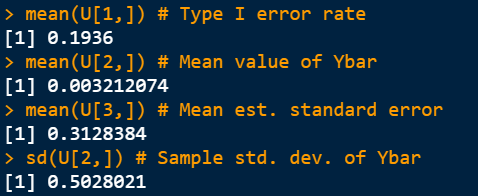 > mean(U[1,]) # Type I error rate
[1] 0.1936
> mean(U[2,]) # Mean value of Ybar
[1] 0.003212074
> mean(U[3,]) # Mean est. standard error
[1] 0.3128384
> sd(U[2,]) # Sample std. dev. of Ybar
[1] 0.5028021